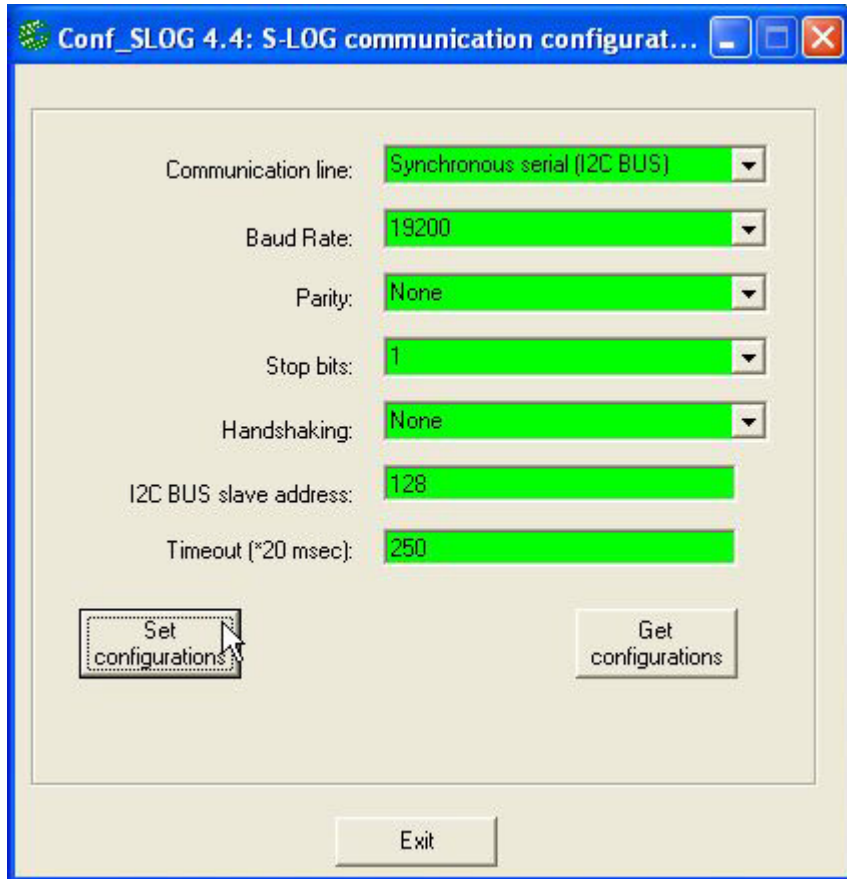 Conf_SLOG 4.4: S-LOG communication configurat...
Communication line: Synchronous serial (I2C BUS)
Baud Rate: 19200
Parity: None
Stop bits: 1
Handshaking: None
I2C BUS slave address: 128
Timeout (*20 msec): 250
Set
configurations
Get
configurations
Exit